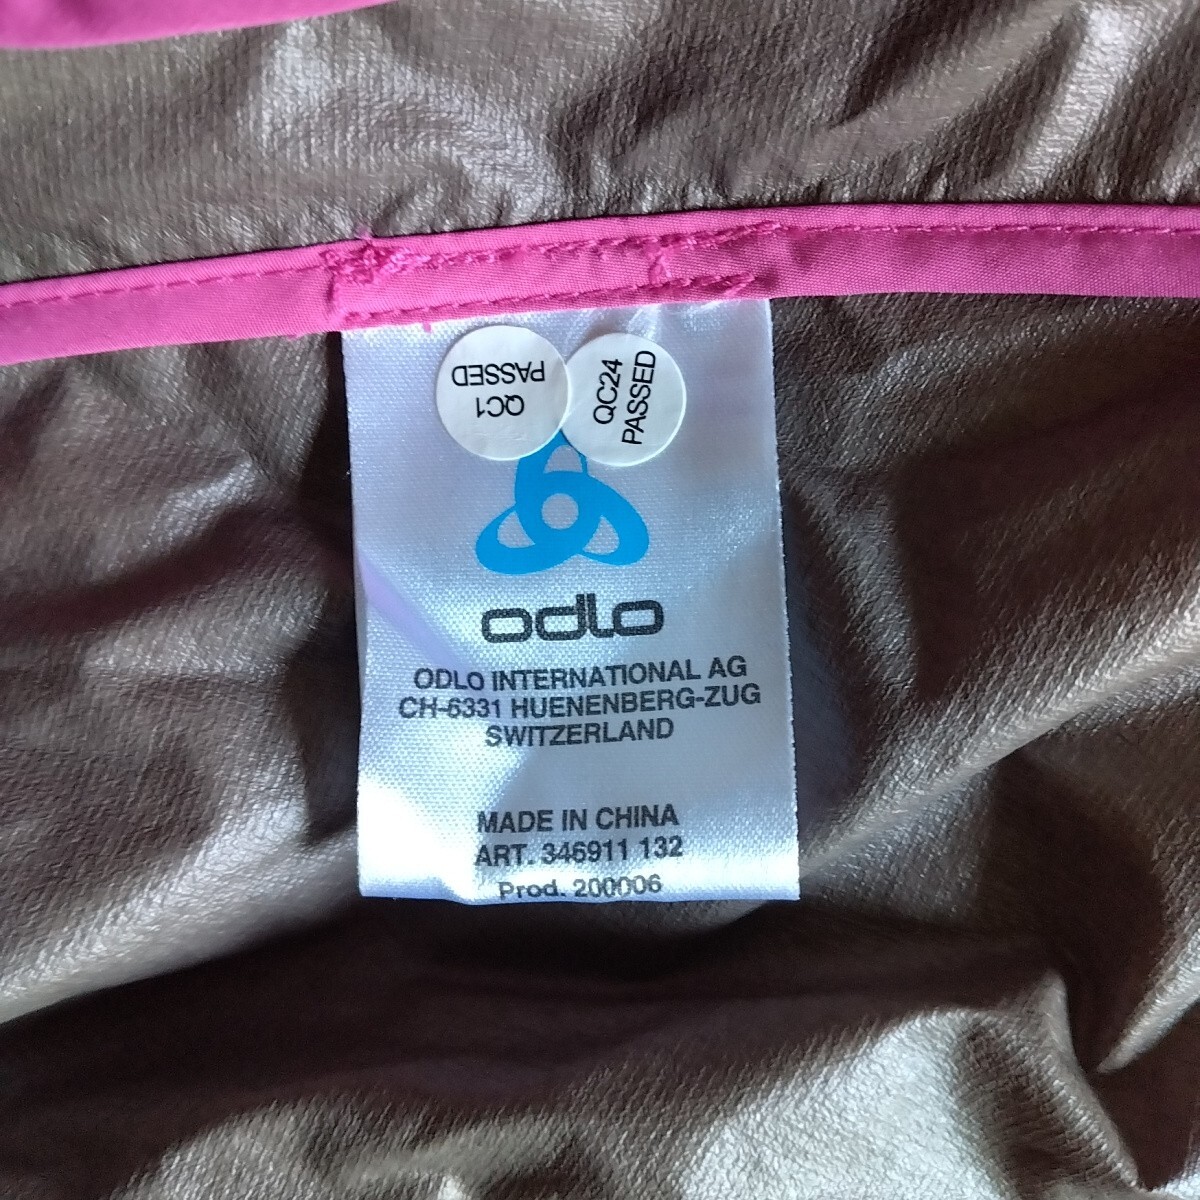 QC1
PASSED
QC24
PASSED
odlo
ODLO INTERNATIONAL AG
CH-6331 HUENENBERG-ZUG
SWITZERLAND
MADE IN CHINA
ART. 346911 132
Prod. 200006